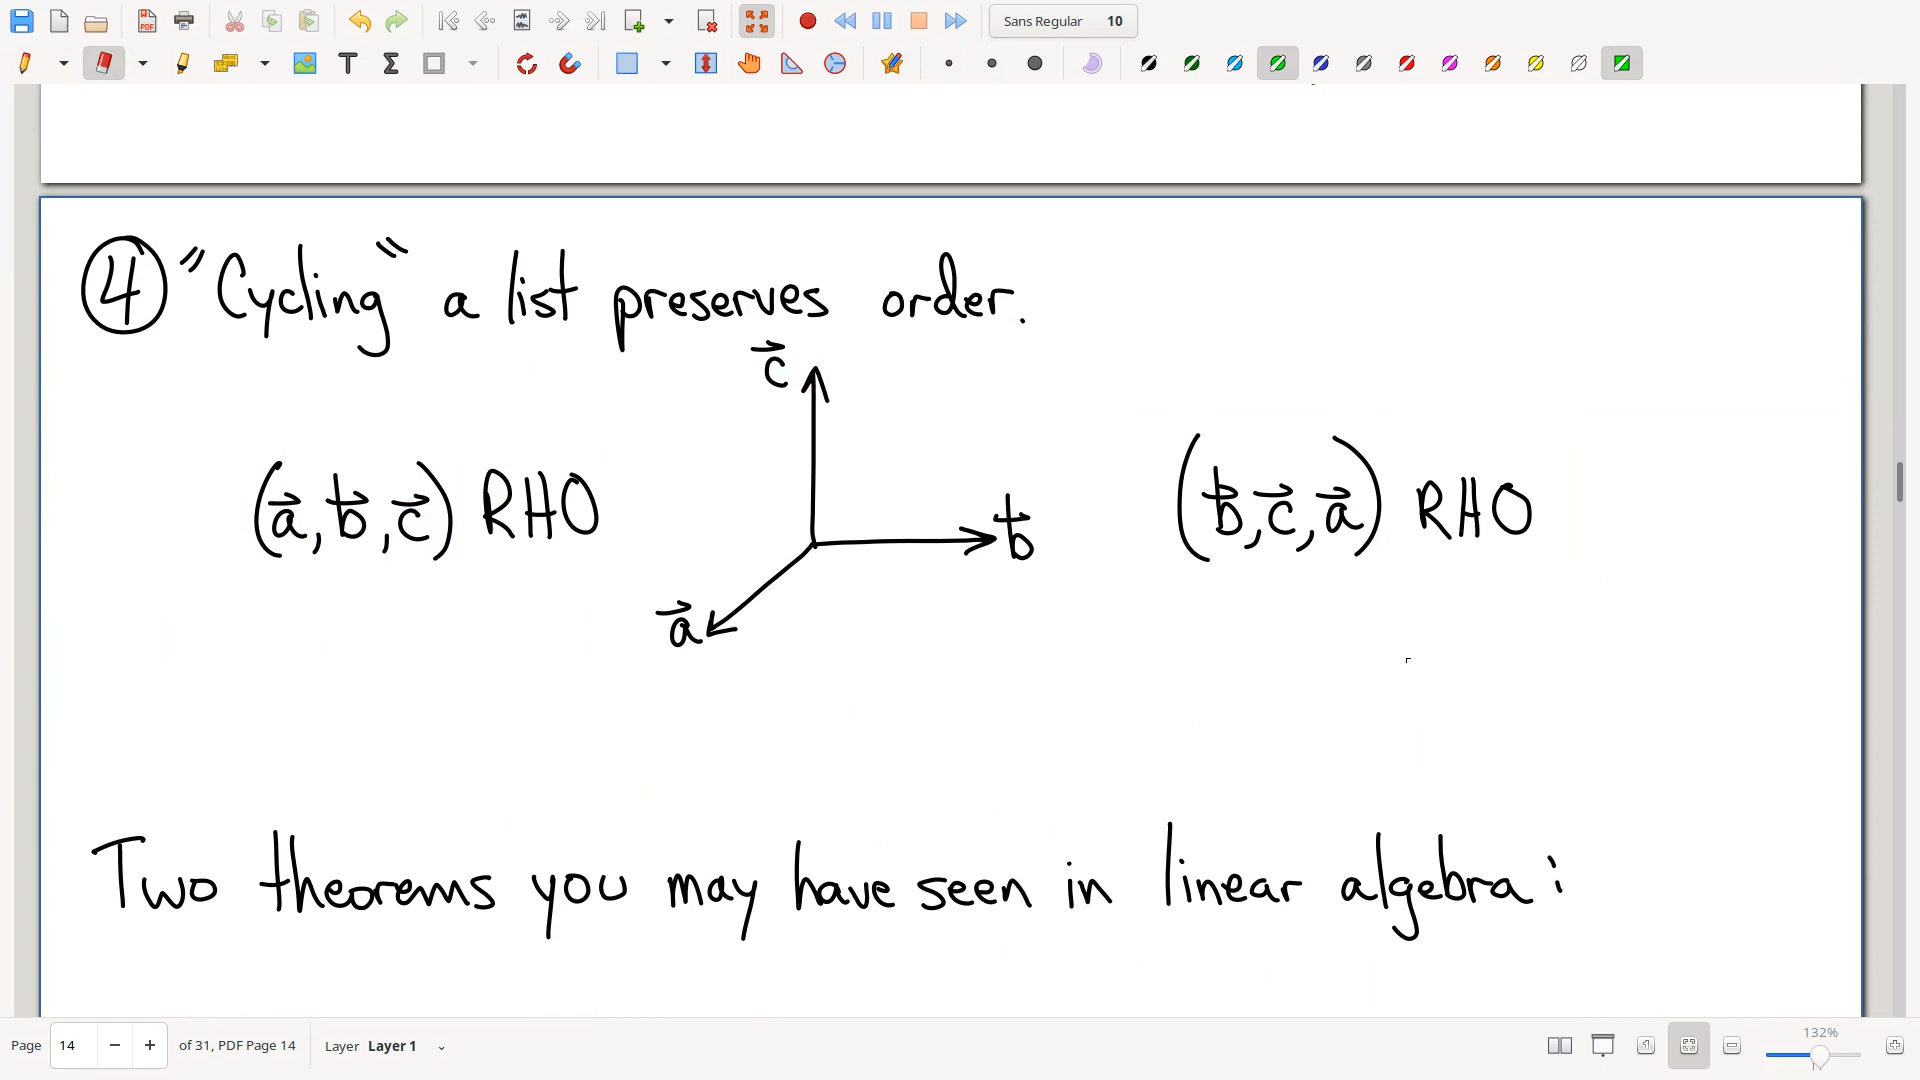 Sans Regular 10
④ "Cycling" a list preserves order.
(a⃗, b⃗, c⃗) RHO
c⃗
b⃗
a⃗
(b⃗, c⃗, a⃗) RHO
Two theorems you may have seen in linear algebra:
Page 14 − + of 31, PDF Page 14 Layer Layer 1 132%